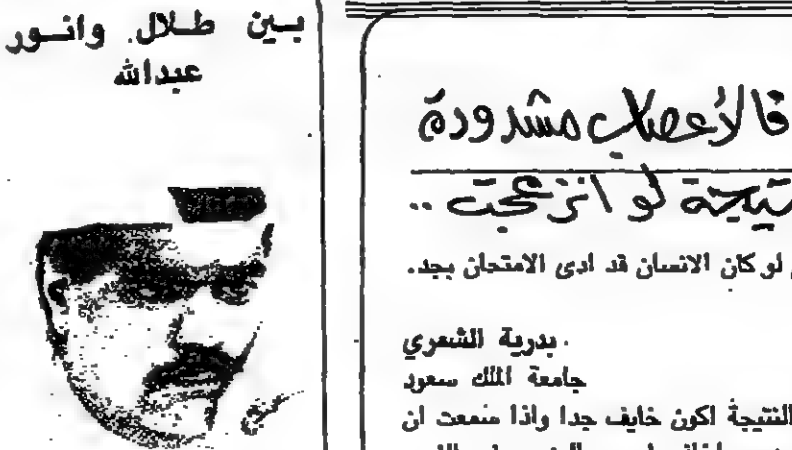 بين طلال وانور
عبدالله
فالأعصاب مشدودة
نتيجة لو انزعجت ..
لو كان الانسان قد ادى الامتحان بجد.
بدرية الشعري
جامعة الملك سعود
النتيجة اكون خايف جدا واذا سمعت ان